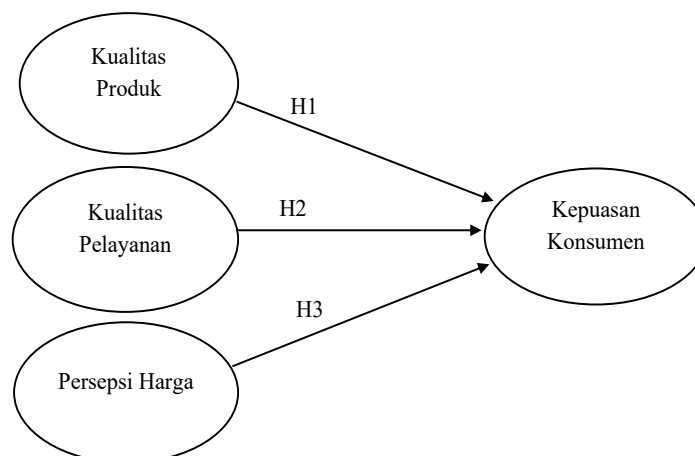 Kualitas
Produk
H1
Kualitas
Pelayanan
H2
Kepuasan
Konsumen
H3
Persepsi Harga